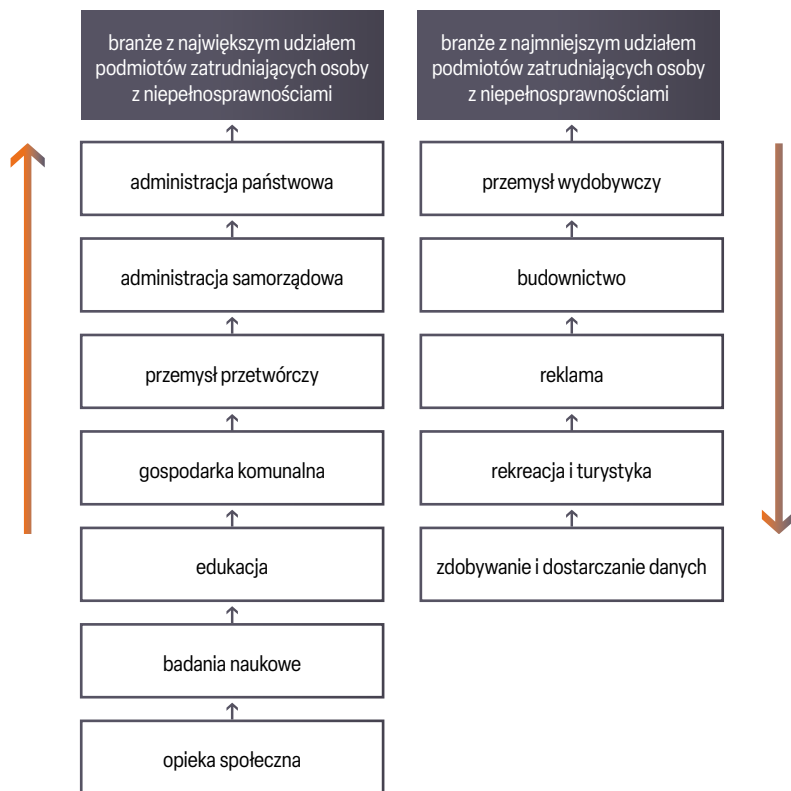 branże z największym udziałem
podmiotów zatrudniających osoby
z niepełnosprawnościami
administracja państwowa
administracja samorządowa
przemysł przetwórczy
gospodarka komunalna
edukacja
badania naukowe
opieka społeczna
branże z najmniejszym udziałem
podmiotów zatrudniających osoby
z niepełnosprawnościami
przemysł wydobywczy
budownictwo
reklama
rekreacja i turystyka
zdobywanie i dostarczanie danych